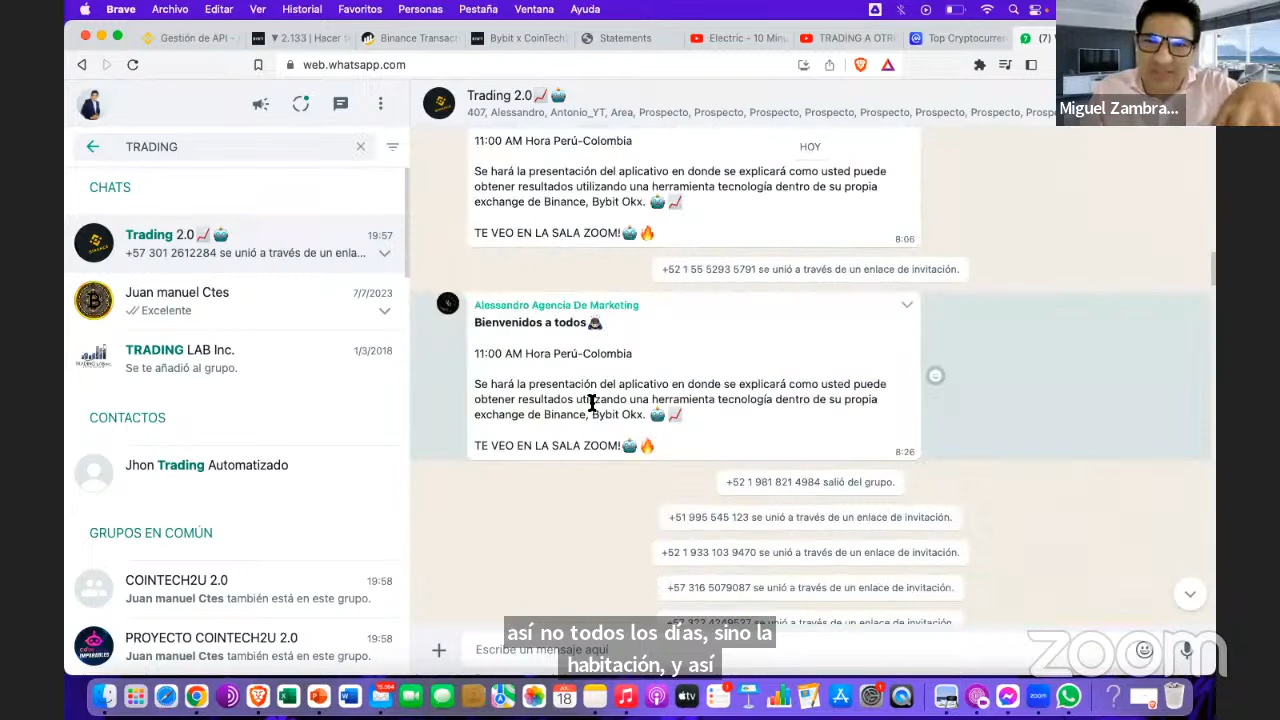 Brave Archivo Editar Ver Historial Favoritos Personas Pestaña Ventana Ayuda
Gestión de API -
2.133 | Hacer t
Binance Transact
Bybit x CoinTech
Statements
Electric - 10 Minu
TRADING A OTR
Top Cryptocurre
web.whatsapp.com
Miguel Zambra...
Trading 2.0
407, Alessandro, Antonio_YT, Area, Prospecto, Prospecto, Prospecto, Prospecto, Prospecto, Prospecto, Prospecto, Prospecto, Prospe
TRADING
CHATS
Trading 2.0
19:57
+57 301 2612284 se unió a través de un enla...
Juan manuel Ctes
7/7/2023
Excelente
TRADING LAB Inc.
1/3/2018
Se te añadió al grupo.
CONTACTOS
Jhon Trading Automatizado
GRUPOS EN COMÚN
COINTECH2U 2.0
19:58
Juan manuel Ctes también está en este grupo.
PROYECTO COINTECH2U 2.0
19:58
Juan manuel Ctes también está en este grupo.
11:00 AM Hora Perú-Colombia
HOY
Se hará la presentación del aplicativo en donde se explicará como usted puede
obtener resultados utilizando una herramienta tecnología dentro de su propia
exchange de Binance, Bybit Okx.
TE VEO EN LA SALA ZOOM!
8:06
+52 1 55 5293 5791 se unió a través de un enlace de invitación.
Alessandro Agencia De Marketing
Bienvenidos a todos
11:00 AM Hora Perú-Colombia
Se hará la presentación del aplicativo en donde se explicará como usted puede
obtener resultados utilizando una herramienta tecnología dentro de su propia
exchange de Binance, Bybit Okx.
TE VEO EN LA SALA ZOOM!
8:26
+52 1 981 821 4984 salió del grupo.
+51 995 545 123 se unió a través de un enlace de invitación.
+52 1 933 103 9470 se unió a través de un enlace de invitación.
+57 316 5079087 se unió a través de un enlace de invitación.
Escribe un mensaje aquí
así no todos los días, sino la
habitación, y así
zoom
JUL
18
tv
zoom